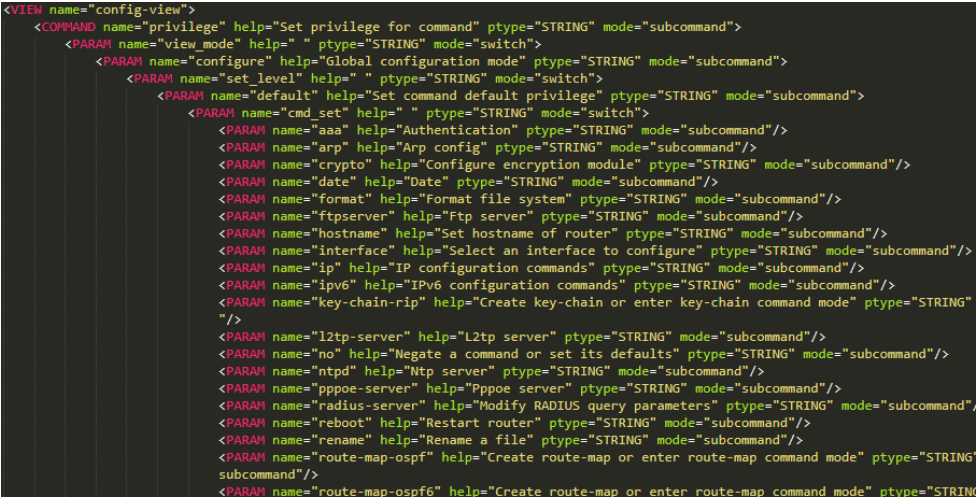 <VIEW name="config-view">
<COMMAND name="privilege" help="Set privilege for command" ptype="STRING" mode="subcommand">
<PARAM name="view_mode" help=" " ptype="STRING" mode="switch">
<PARAM name="configure" help="Global configuration mode" ptype="STRING" mode="subcommand">
<PARAM name="set_level" help=" " ptype="STRING" mode="switch">
<PARAM name="default" help="Set command default privilege" ptype="STRING" mode="subcommand">
<PARAM name="cmd_set" help=" " ptype="STRING" mode="switch">
<PARAM name="aaa" help="Authentication" ptype="STRING" mode="subcommand"/>
<PARAM name="arp" help="Arp config" ptype="STRING" mode="subcommand"/>
<PARAM name="crypto" help="Configure encryption module" ptype="STRING" mode="subcommand"/>
<PARAM name="date" help="Date" ptype="STRING" mode="subcommand"/>
<PARAM name="format" help="Format file system" ptype="STRING" mode="subcommand"/>
<PARAM name="ftpserver" help="Ftp server" ptype="STRING" mode="subcommand"/>
<PARAM name="hostname" help="Set hostname of router" ptype="STRING" mode="subcommand"/>
<PARAM name="interface" help="Select an interface to configure" ptype="STRING" mode="subcommand"/>
<PARAM name="ip" help="IP configuration commands" ptype="STRING" mode="subcommand"/>
<PARAM name="ipv6" help="IPv6 configuration commands" ptype="STRING" mode="subcommand"/>
<PARAM name="key-chain-rip" help="Create key-chain or enter key-chain command mode" ptype="STRING"
"/>
<PARAM name="l2tp-server" help="L2tp server" ptype="STRING" mode="subcommand"/>
<PARAM name="no" help="Negate a command or set its defaults" ptype="STRING" mode="subcommand"/>
<PARAM name="ntpd" help="Ntp server" ptype="STRING" mode="subcommand"/>
<PARAM name="pppoe-server" help="Pppoe server" ptype="STRING" mode="subcommand"/>
<PARAM name="radius-server" help="Modify RADIUS query parameters" ptype="STRING" mode="subcommand"/
<PARAM name="reboot" help="Restart router" ptype="STRING" mode="subcommand"/>
<PARAM name="rename" help="Rename a file" ptype="STRING" mode="subcommand"/>
<PARAM name="route-map-ospf" help="Create route-map or enter route-map command mode" ptype="STRING"
subcommand"/>
<PARAM name="route-map-ospf6" help="Create route-map or enter route-map command mode" ptype="STRING